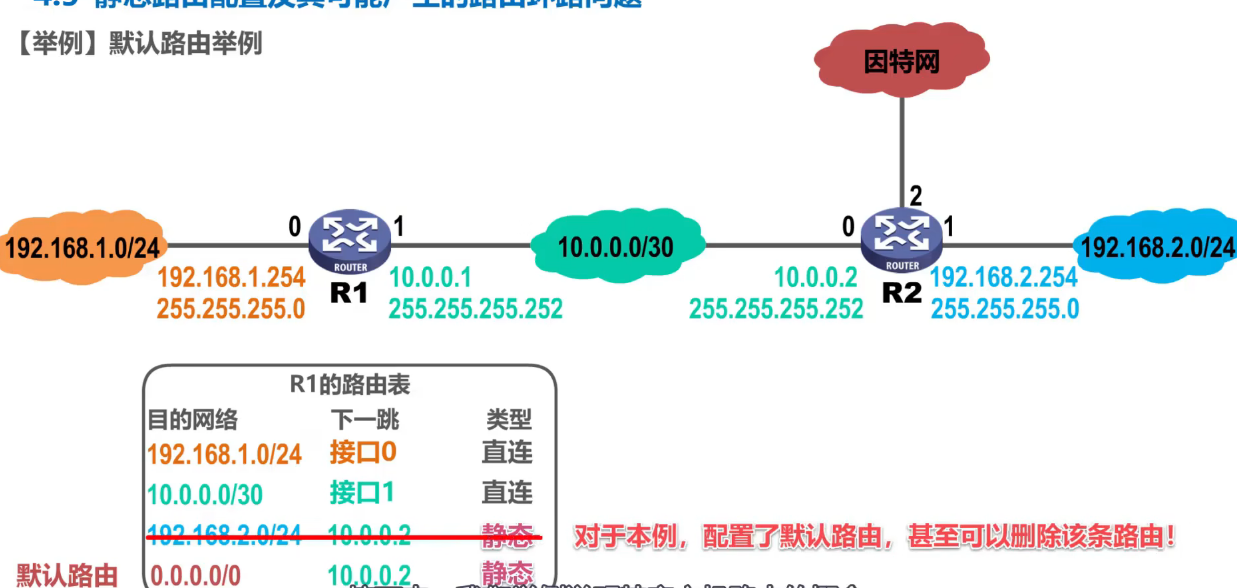 4.5 静态路由配置及其可能产生的路由环路问题
【举例】默认路由举例
因特网
2
0
1
0
1
192.168.1.0/24
10.0.0.0/30
192.168.2.0/24
ROUTER
ROUTER
192.168.1.254
R1
10.0.0.1
10.0.0.2
R2
192.168.2.254
255.255.255.0
255.255.255.252
255.255.255.252
255.255.255.0
R1的路由表
目的网络 下一跳 类型
192.168.1.0/24 接口0 直连
10.0.0.0/30 接口1 直连
192.168.2.0/24 10.0.0.2 静态 对于本例，配置了默认路由，甚至可以删除该条路由！
默认路由 0.0.0.0/0 10.0.0.2 静态